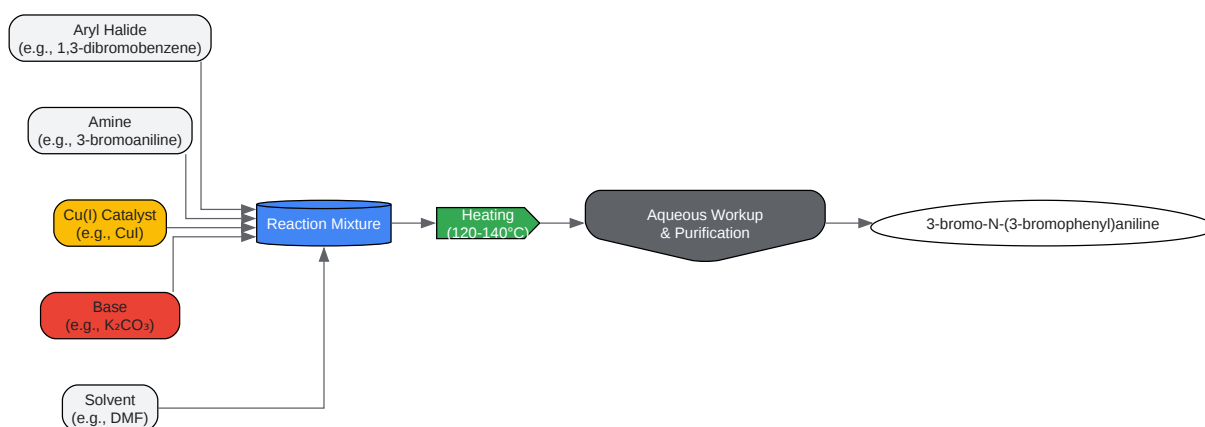 Aryl Halide
(e.g., 1,3-dibromobenzene)
Amine
(e.g., 3-bromoaniline)
Cu(I) Catalyst
(e.g., CuI)
Base
(e.g., K₂CO₃)
Solvent
(e.g., DMF)
Reaction Mixture
Heating
(120-140°C)
Aqueous Workup
& Purification
3-bromo-N-(3-bromophenyl)aniline